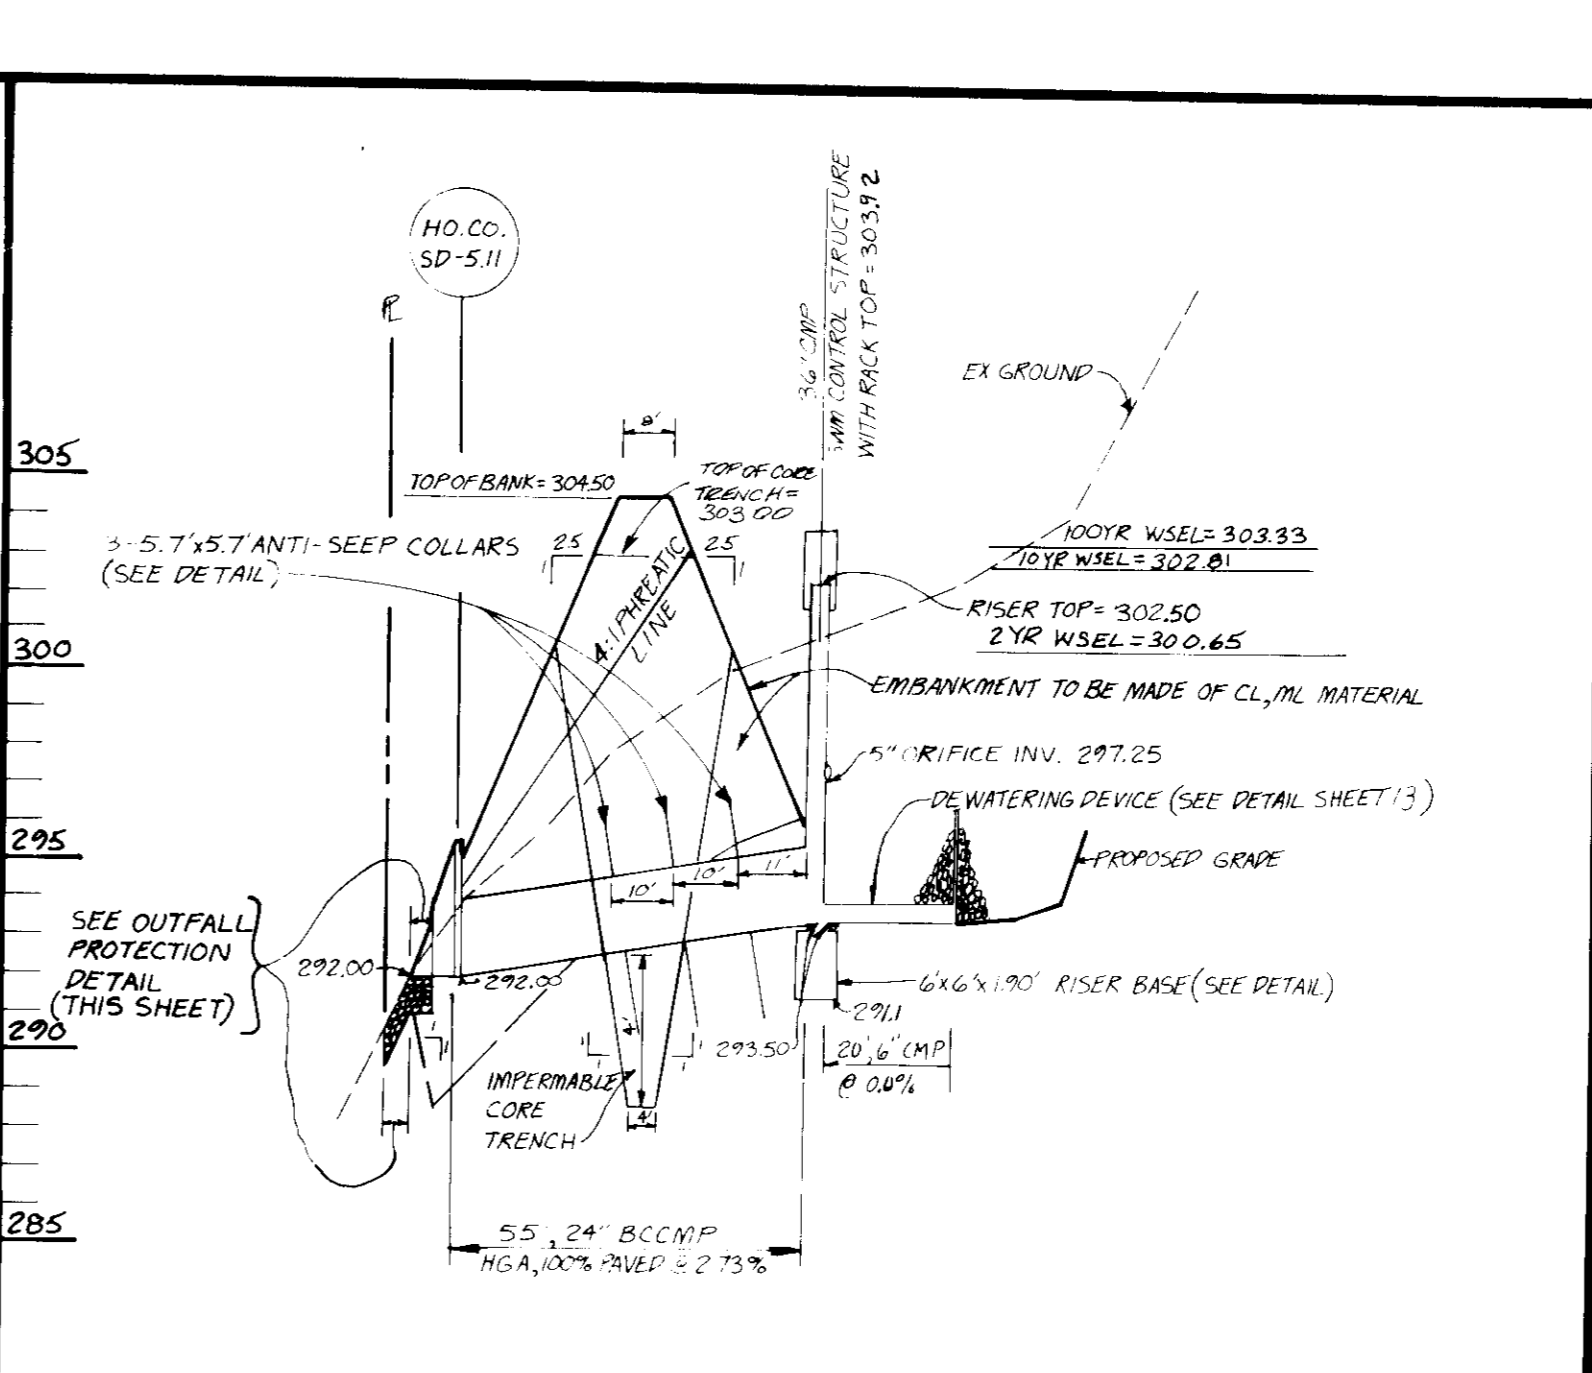 HO.CO.
SD-5.11
PL
36" CMP
SWM CONTROL STRUCTURE
WITH RACK TOP = 303.92
EX GROUND
305
8'
TOP OF BANK = 304.50
TOP OF CORE
TRENCH =
303.00
3-5.7'x5.7' ANTI-SEEP COLLARS
(SEE DETAIL)
2.5
1
2.5
1
100YR WSEL = 303.33
10YR WSEL = 302.81
4:1 PHREATIC
LINE
RISER TOP = 302.50
2YR WSEL = 300.65
300
EMBANKMENT TO BE MADE OF CL, ML MATERIAL
5" ORIFICE INV. 297.25
DEWATERING DEVICE (SEE DETAIL SHEET 13)
295
PROPOSED GRADE
10'
10'
11'
SEE OUTFALL
PROTECTION
DETAIL
(THIS SHEET)
292.00
292.00
6'x6'x1.90' RISER BASE (SEE DETAIL)
291.1
290
1
1
4'
1
1
1
1
293.50
20', 6" CMP
@ 0.0%
IMPERMABLE
CORE
TRENCH
4'
285
55', 24" BCCMP
HGA, 100% PAVED @ 2.73%